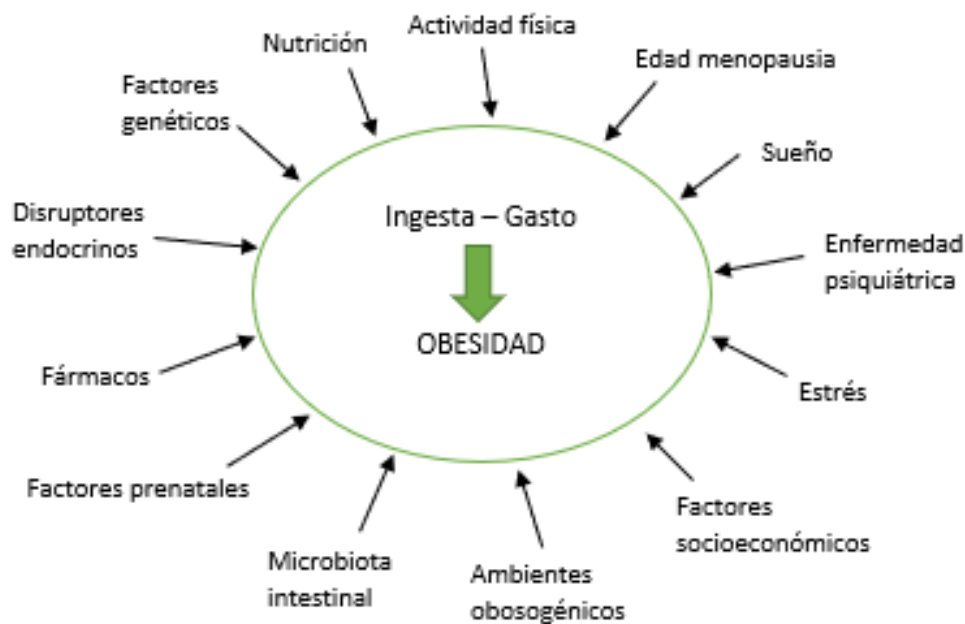 Actividad física
Nutrición
Edad menopausia
Factores
genéticos
Sueño
Disruptores
endocrinos
Ingesta – Gasto
Enfermedad
psiquiátrica
OBESIDAD
Fármacos
Estrés
Factores prenatales
Factores
socioeconómicos
Microbiota
intestinal
Ambientes
obosogénicos